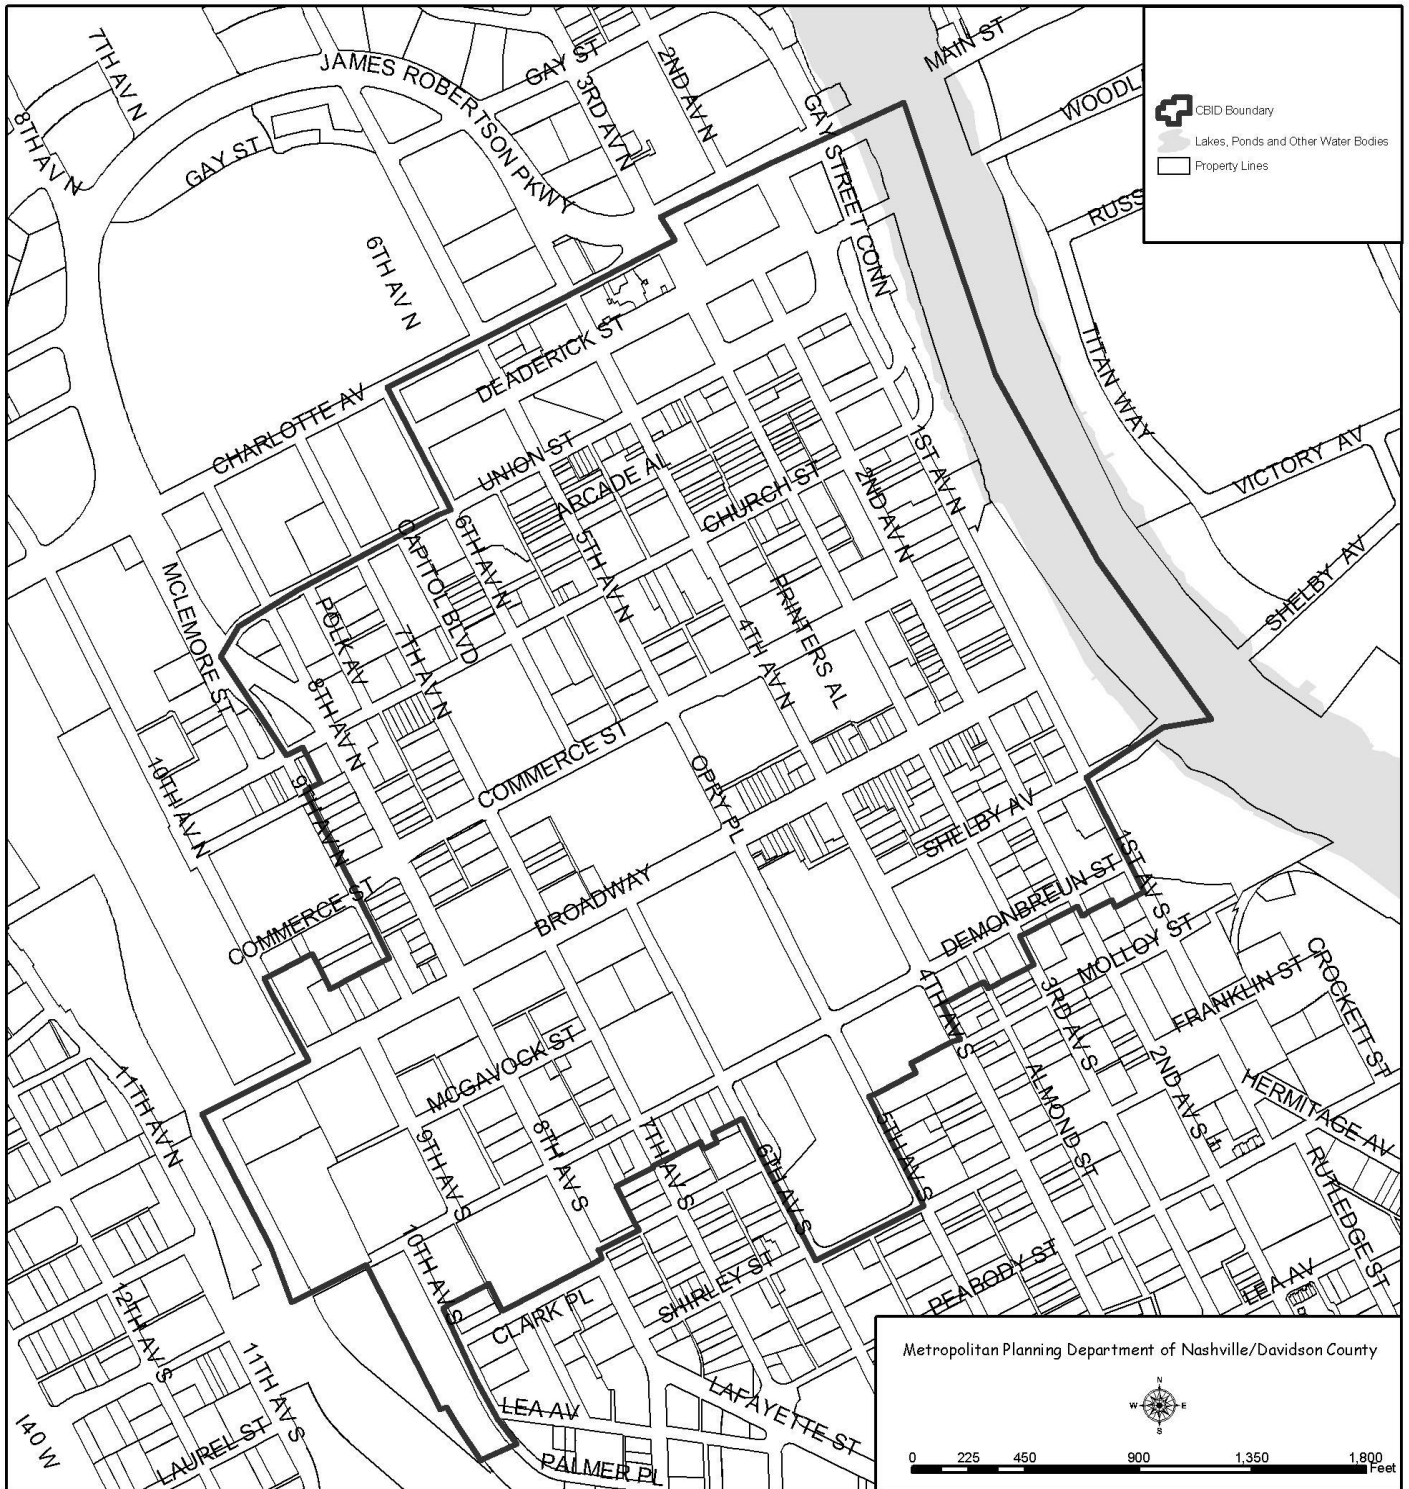 7TH AV N
JAMES ROBERTSON PKWY
GAY ST
3RD AV N
2ND AV N
MAIN ST
WOODL
CBID Boundary
Lakes, Ponds and Other Water Bodies
Property Lines
8TH AV N
GAY ST
GAY STREET CONN
RUSS
6TH AV N
DEADERICK ST
TITAN WAY
CHARLOTTE AV
UNION ST
ARCADE AL
CHURCH ST
1ST AV N
VICTORY AV
2ND AV N
CAPITOL BLVD
6TH AV N
5TH AV N
SHELBY AV
MCLEMORE ST
POLK AV
7TH AV N
4TH AV N
PRINTERS AL
8TH AV N
COMMERCE ST
OPRY PL
10TH AV N
9TH AV N
SHELBY AV
1ST AV S
COMMERCE ST
BROADWAY
DEMONBREUN ST
MOLLOY ST
4TH AV S
3RD AV S
FRANKLIN ST
CROCKETT ST
MCGAVOCK ST
11TH AV N
ALMOND ST
2ND AV S
HERMITAGE AV
9TH AV S
8TH AV S
7TH AV S
6TH AV S
5TH AV S
RUTLEDGE ST
10TH AV S
PEABODY ST
LEA AV
12TH AV S
CLARK PL
SHIRLEY ST
11TH AV S
LEA AV
LAFAYETTE ST
I40 W
LAUREL ST
PALMER PL
Metropolitan Planning Department of Nashville/Davidson County
N
W E
S
0 225 450 900 1,350 1,800
Feet